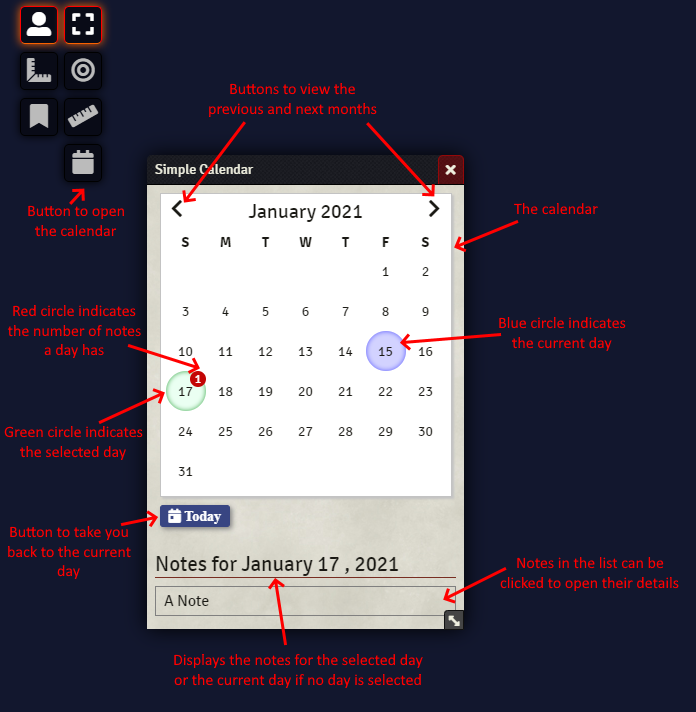 Buttons to view the
previous and next months
Button to open
the calendar
Simple Calendar
January 2021
The calendar
S M T W T F S
1 2
3 4 5 6 7 8 9
10 11 12 13 14 15 16
17 18 19 20 21 22 23
24 25 26 27 28 29 30
31
1
Red circle indicates
the number of notes
a day has
Blue circle indicates
the current day
Green circle indicates
the selected day
Today
Button to take you
back to the current
day
Notes for January 17 , 2021
A Note
Notes in the list can be
clicked to open their details
Displays the notes for the selected day
or the current day if no day is selected